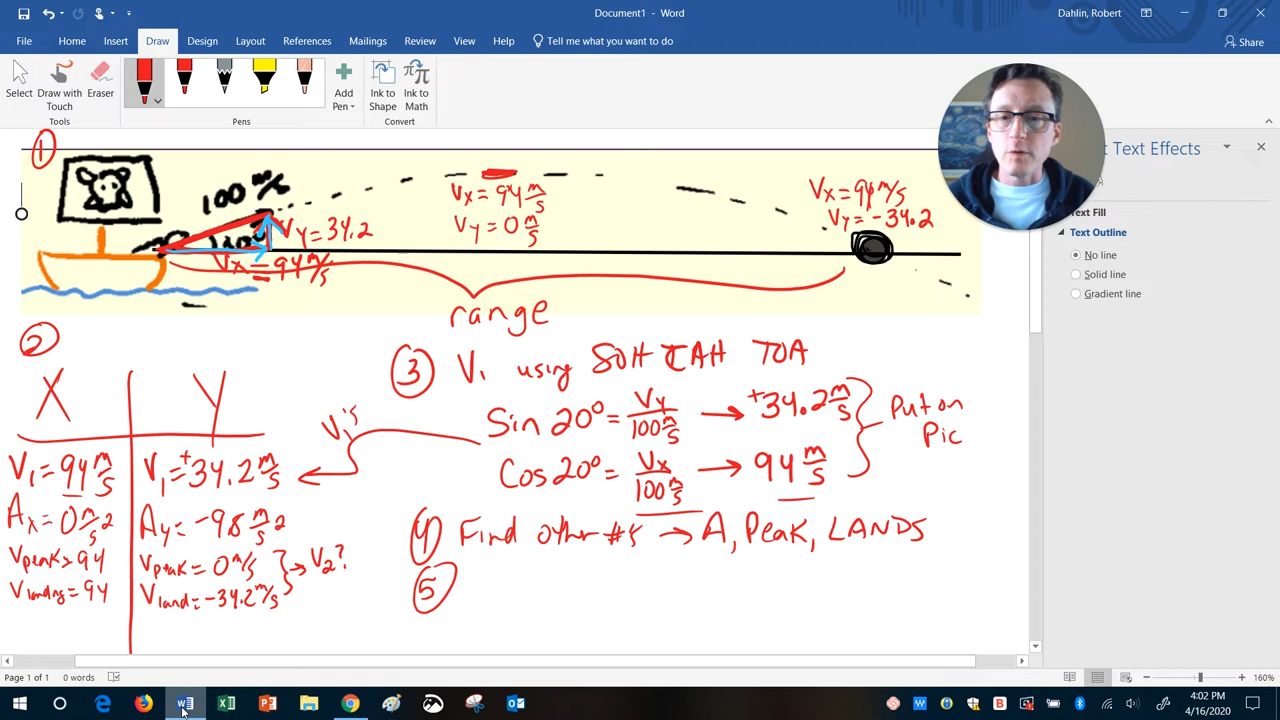 Document1 - Word
Dahlin, Robert
File Home Insert Draw Design Layout References Mailings Review View Help Tell me what you want to do
Share
Select
Draw with Touch
Eraser
Add Pen
Ink to Shape
Ink to Math
Tools
Pens
Convert
t Text Effects
Text Fill
Text Outline
No line
Solid line
Gradient line
1
100 m/s
Vy = 34.2
Vx = 94 m/s
Vx = 94 m/s
Vy = 0 m/s
Vx = 94 m/s
Vy = -34.2
range
2
X Y
V1 = 94 m/s
V1 = +34.2 m/s
Ax = 0 m/s2
Ay = -9.8 m/s2
Vpeak = 94
Vpeak = 0 m/s
Vland = -34.2 m/s
V2?
V1's
3 V1 using SOH CAH TOA
Sin 20° = Vy/100 m/s → +34.2 m/s
Cos 20° = Vx/100 m/s → 94 m/s
Put on Pic
4 Find other #s → A, Peak, LANDS
5
Page 1 of 1 0 words
160%
W
B
4:02 PM
4/16/2020